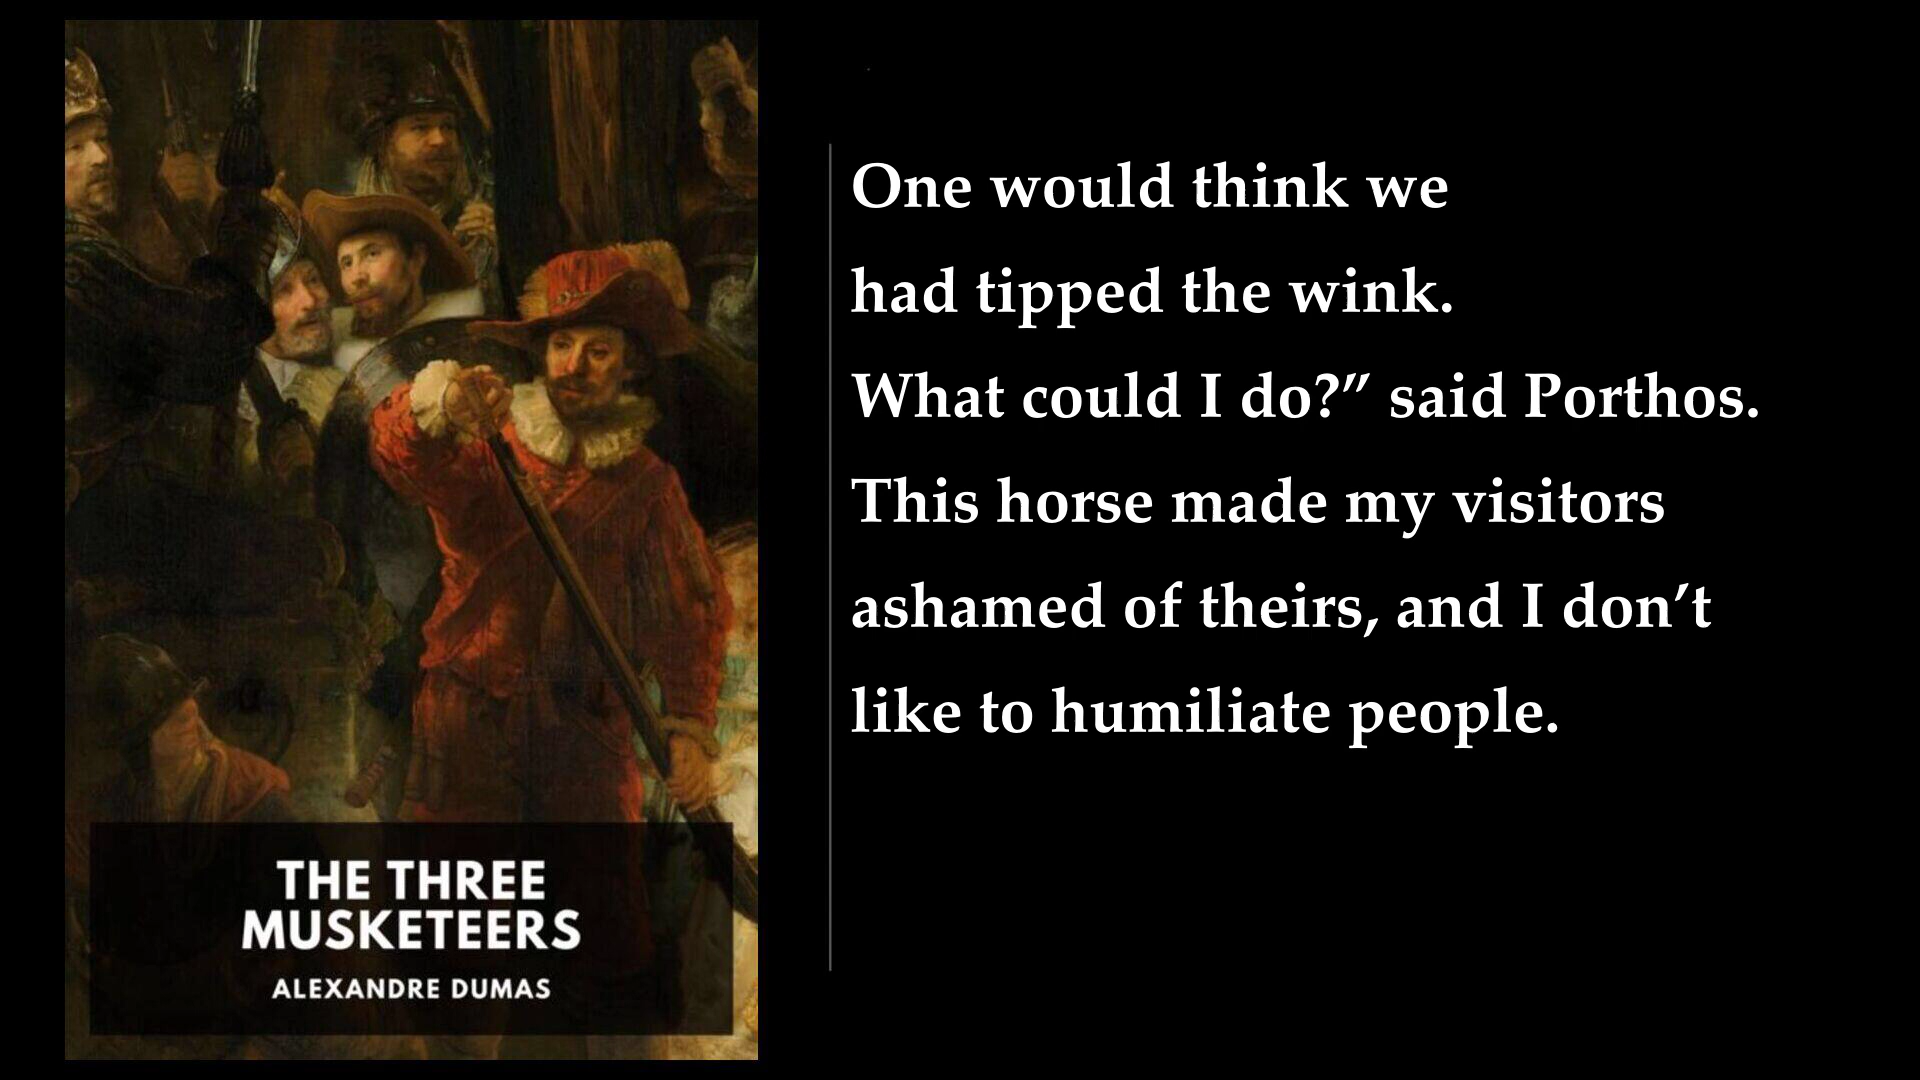 THE THREE
MUSKETEERS
ALEXANDRE DUMAS
One would think we
had tipped the wink.
What could I do?” said Porthos.
This horse made my visitors
ashamed of theirs, and I don’t
like to humiliate people.